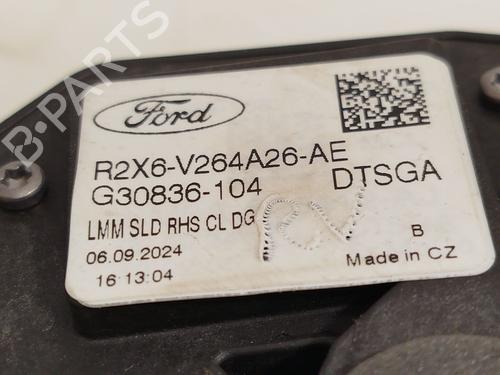 Ford
R2X6-V264A26-AE
G30836-104 DTSGA
LMM SLD RHS CL DG
06.09.2024 B
16:13:04 Made in CZ
B-PARTS